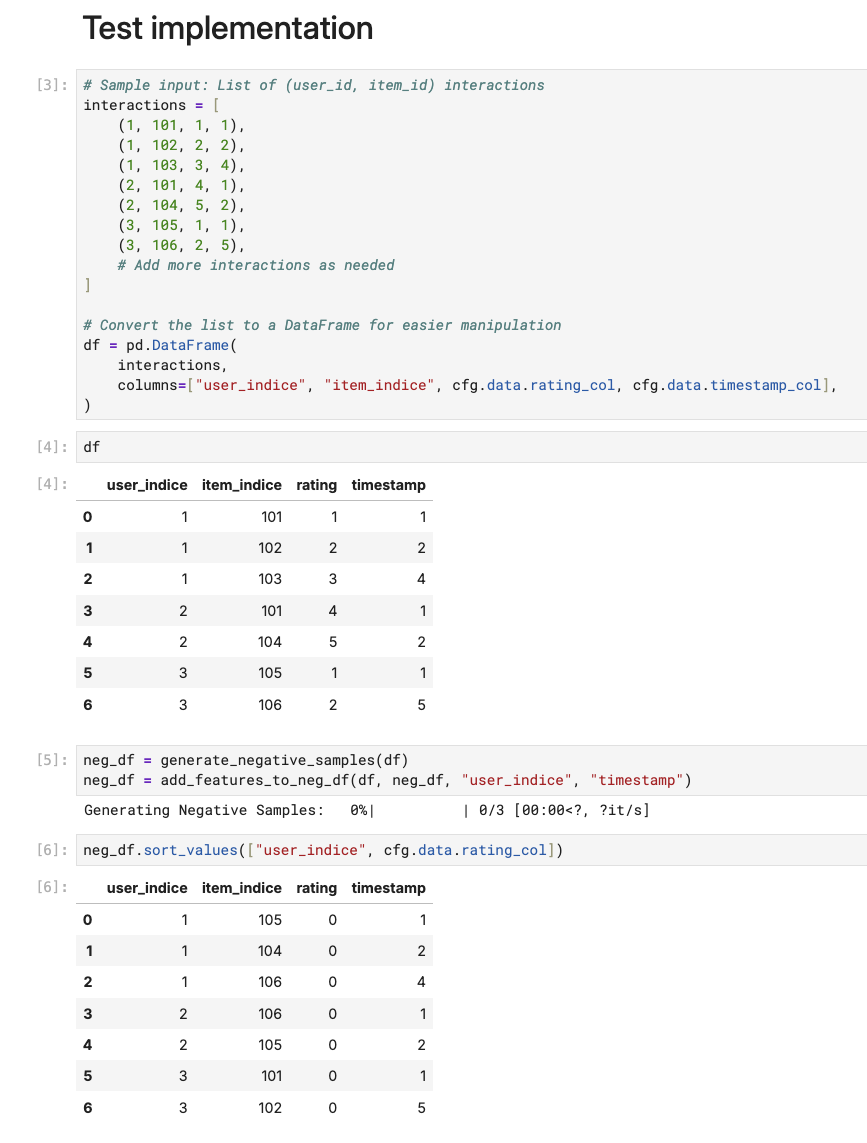 Test implementation
[3]: # Sample input: List of (user_id, item_id) interactions
interactions = [
    (1, 101, 1, 1),
    (1, 102, 2, 2),
    (1, 103, 3, 4),
    (2, 101, 4, 1),
    (2, 104, 5, 2),
    (3, 105, 1, 1),
    (3, 106, 2, 5),
    # Add more interactions as needed
]
# Convert the list to a DataFrame for easier manipulation
df = pd.DataFrame(
    interactions,
    columns=["user_indice", "item_indice", cfg.data.rating_col, cfg.data.timestamp_col],
)
[4]: df
[4]: user_indice item_indice rating timestamp
0 1 101 1 1
1 1 102 2 2
2 1 103 3 4
3 2 101 4 1
4 2 104 5 2
5 3 105 1 1
6 3 106 2 5
[5]: neg_df = generate_negative_samples(df)
neg_df = add_features_to_neg_df(df, neg_df, "user_indice", "timestamp")
Generating Negative Samples:   0%|          | 0/3 [00:00<?, ?it/s]
[6]: neg_df.sort_values(["user_indice", cfg.data.rating_col])
[6]: user_indice item_indice rating timestamp
0 1 105 0 1
1 1 104 0 2
2 1 106 0 4
3 2 106 0 1
4 2 105 0 2
5 3 101 0 1
6 3 102 0 5